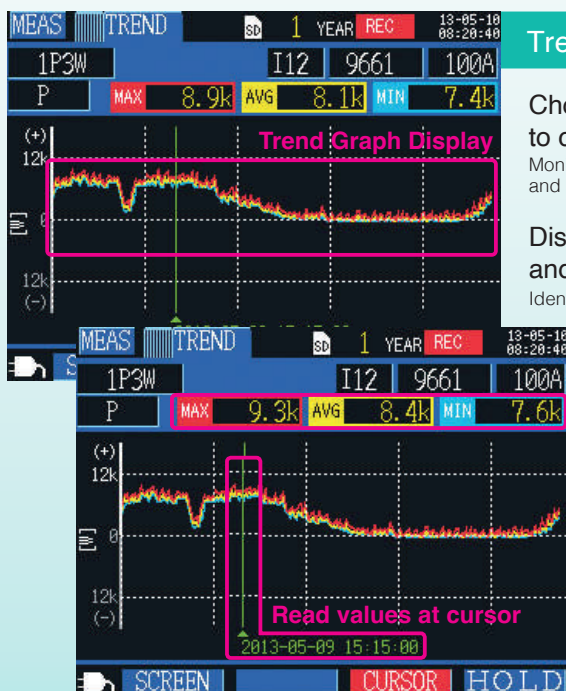 MEAS TREND SD 1 YEAR REC 13-05-10 08:20:40
1P3W I12 9661 100A
P MAX 8.9k AVG 8.1k MIN 7.4k
(+)
12k
Trend Graph Display
0
12k
(-)
Tre
Cho
to d
Mon
and
Dis
and
Iden
MEAS TREND SD 1 YEAR REC 13-05-10 08:20:40
1P3W I12 9661 100A
P MAX 9.3k AVG 8.4k MIN 7.6k
(+)
12k
0
12k
(-)
Read values at cursor
2013-05-09 15:15:00
SCREEN CURSOR HOLD